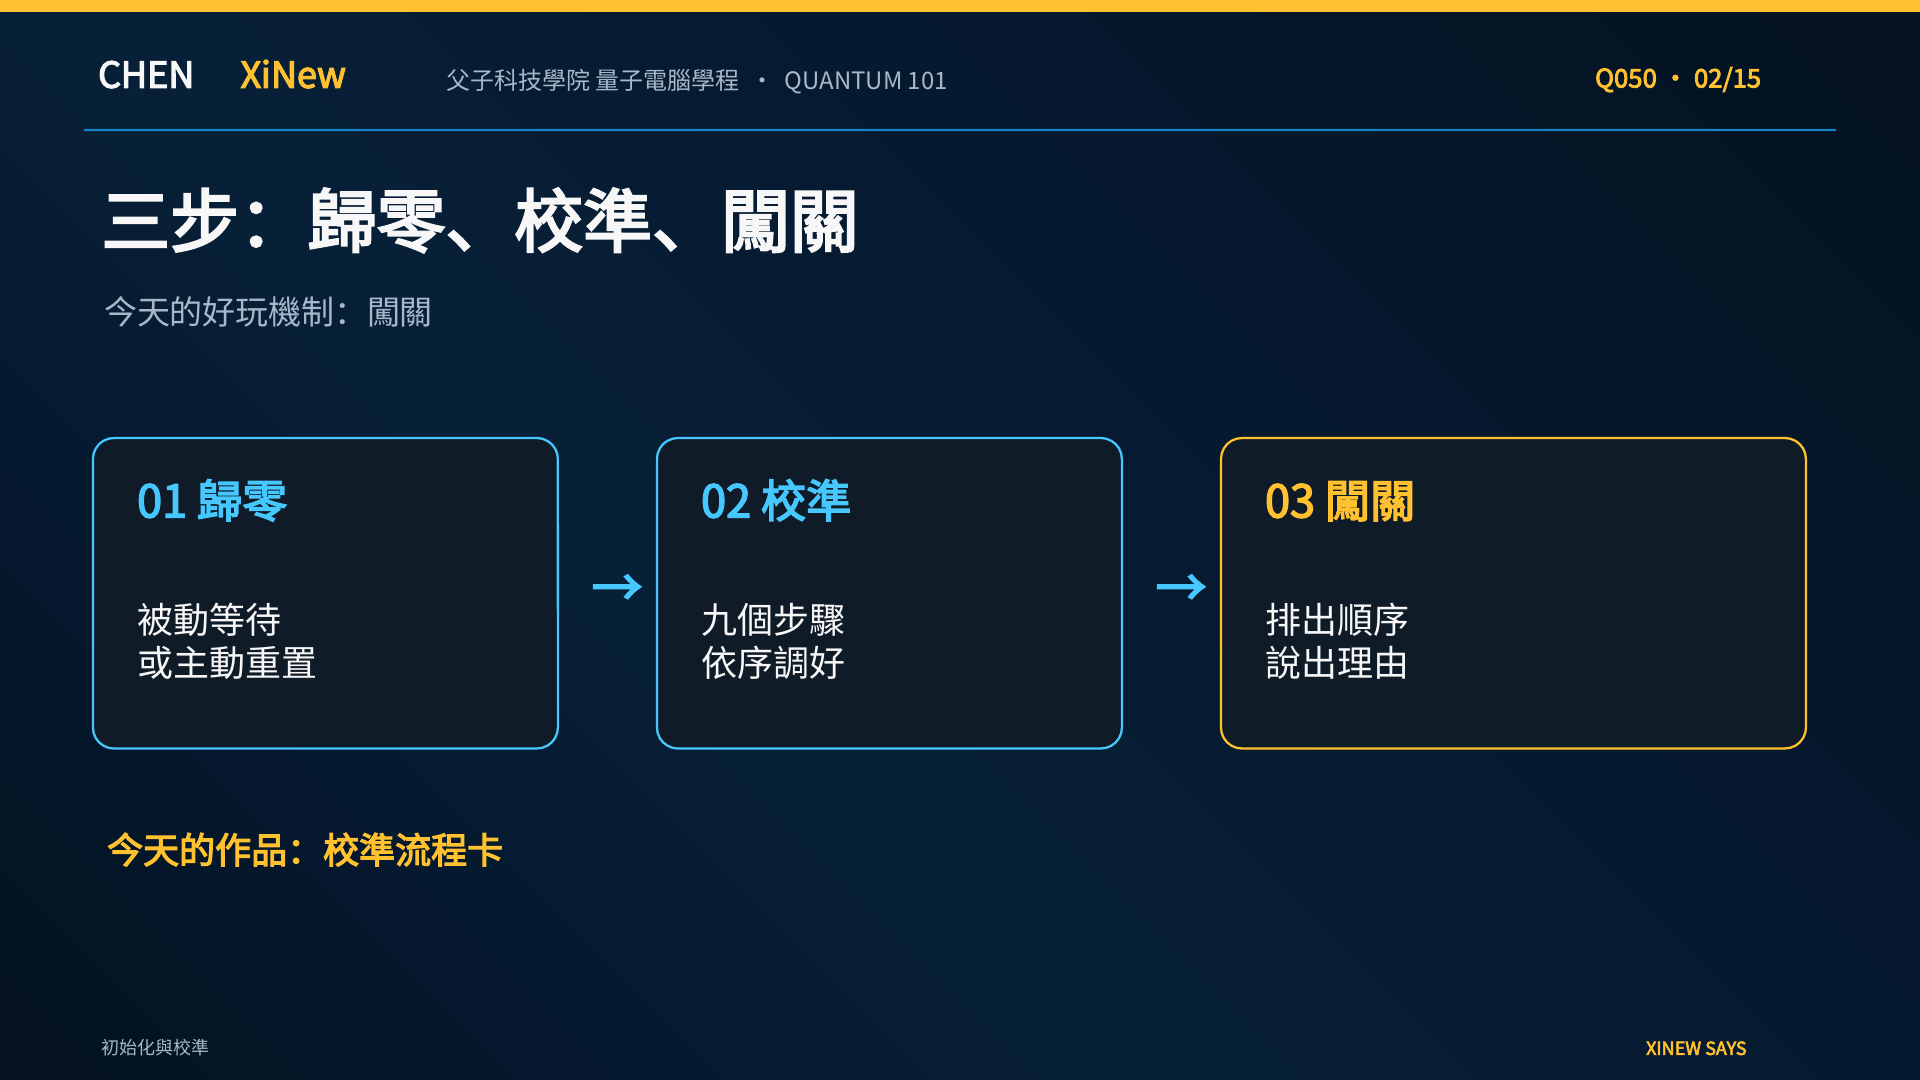 CHEN XiNew 父子科技學院 量子電腦學程 · QUANTUM 101 Q050 · 02/15
三步：歸零、校準、闖關
今天的好玩機制：闖關
01 歸零
被動等待
或主動重置
→
02 校準
九個步驟
依序調好
→
03 闖關
排出順序
說出理由
今天的作品：校準流程卡
初始化與校準 XINEW SAYS